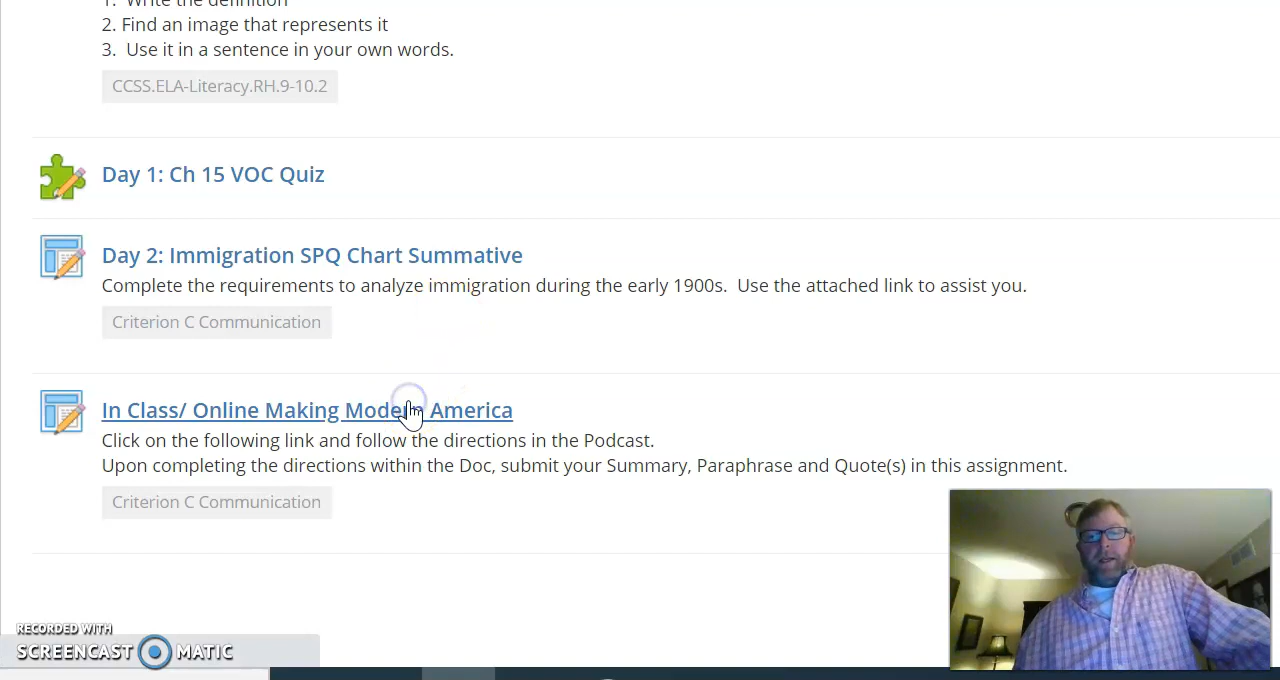 1. Write the definition
2. Find an image that represents it
3. Use it in a sentence in your own words.
CCSS.ELA-Literacy.RH.9-10.2
Day 1: Ch 15 VOC Quiz
Day 2: Immigration SPQ Chart Summative
Complete the requirements to analyze immigration during the early 1900s. Use the attached link to assist you.
Criterion C Communication
In Class/ Online Making Modern America
Click on the following link and follow the directions in the Podcast.
Upon completing the directions within the Doc, submit your Summary, Paraphrase and Quote(s) in this assignment.
Criterion C Communication
RECORDED WITH
SCREENCAST MATIC